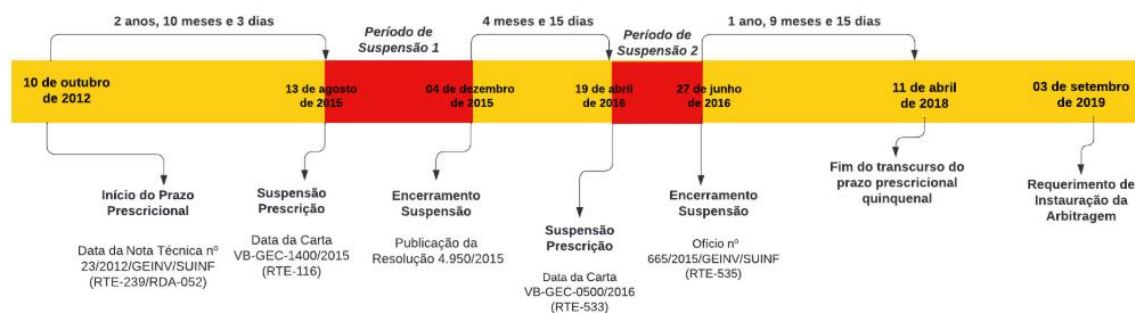 2 anos, 10 meses e 3 dias
Período de
Suspensão 1
4 meses e 15 dias
Período de
Suspensão 2
1 ano, 9 meses e 15 dias
10 de outubro
de 2012
13 de agosto
de 2015
04 de dezembro
de 2015
19 de abril
de 2016
27 de junho
de 2016
11 de abril
de 2018
03 de setembro
de 2019
Início do Prazo
Prescricional
Data da Nota Técnica nº
23/2012/GEINV/SUINF
(RTE-239/RDA-052)
Suspensão
Prescrição
Data da Carta
VB-GEC-1400/2015
(RTE-116)
Encerramento
Suspensão
Publicação da
Resolução 4.950/2015
Suspensão
Prescrição
Data da Carta
VB-GEC-0500/2016
(RTE-533)
Encerramento
Suspensão
Ofício nº
665/2015/GEINV/SUINF
(RTE-535)
Fim do transcurso do
prazo prescricional
quinquenal
Requerimento de
Instauração da
Arbitragem